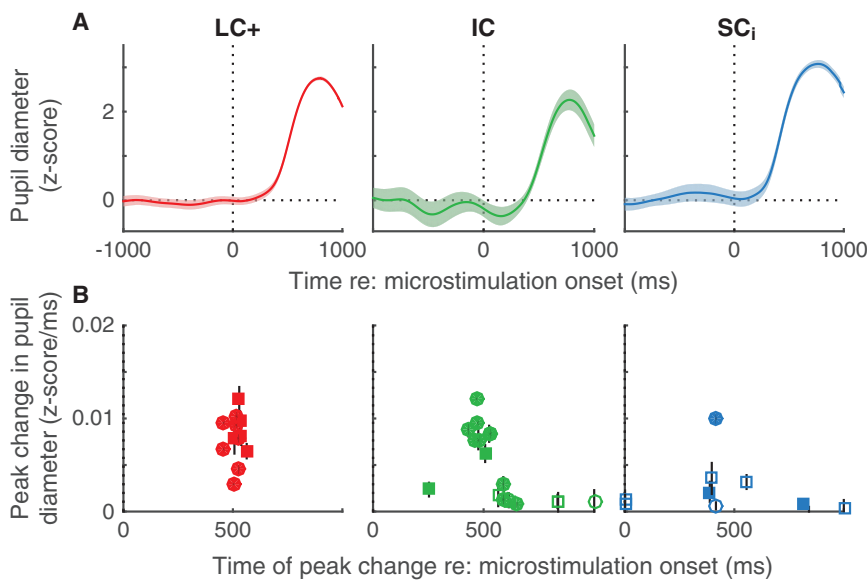 A
LC+
IC
SCi
Pupil diameter
(z-score)
2
0
-1000
0
1000
0
1000
0
1000
Time re: microstimulation onset (ms)
B
Peak change in pupil
diameter (z-score/ms)
0.02
0.01
0
0
500
500
500
1000
Time of peak change re: microstimulation onset (ms)